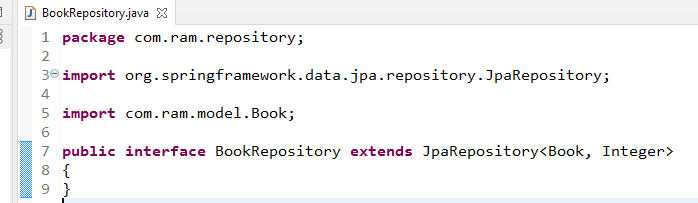 BookRepository.java
1 package com.ram.repository;
2
3 import org.springframework.data.jpa.repository.JpaRepository;
4
5 import com.ram.model.Book;
6
7 public interface BookRepository extends JpaRepository<Book, Integer>
8 {
9 }